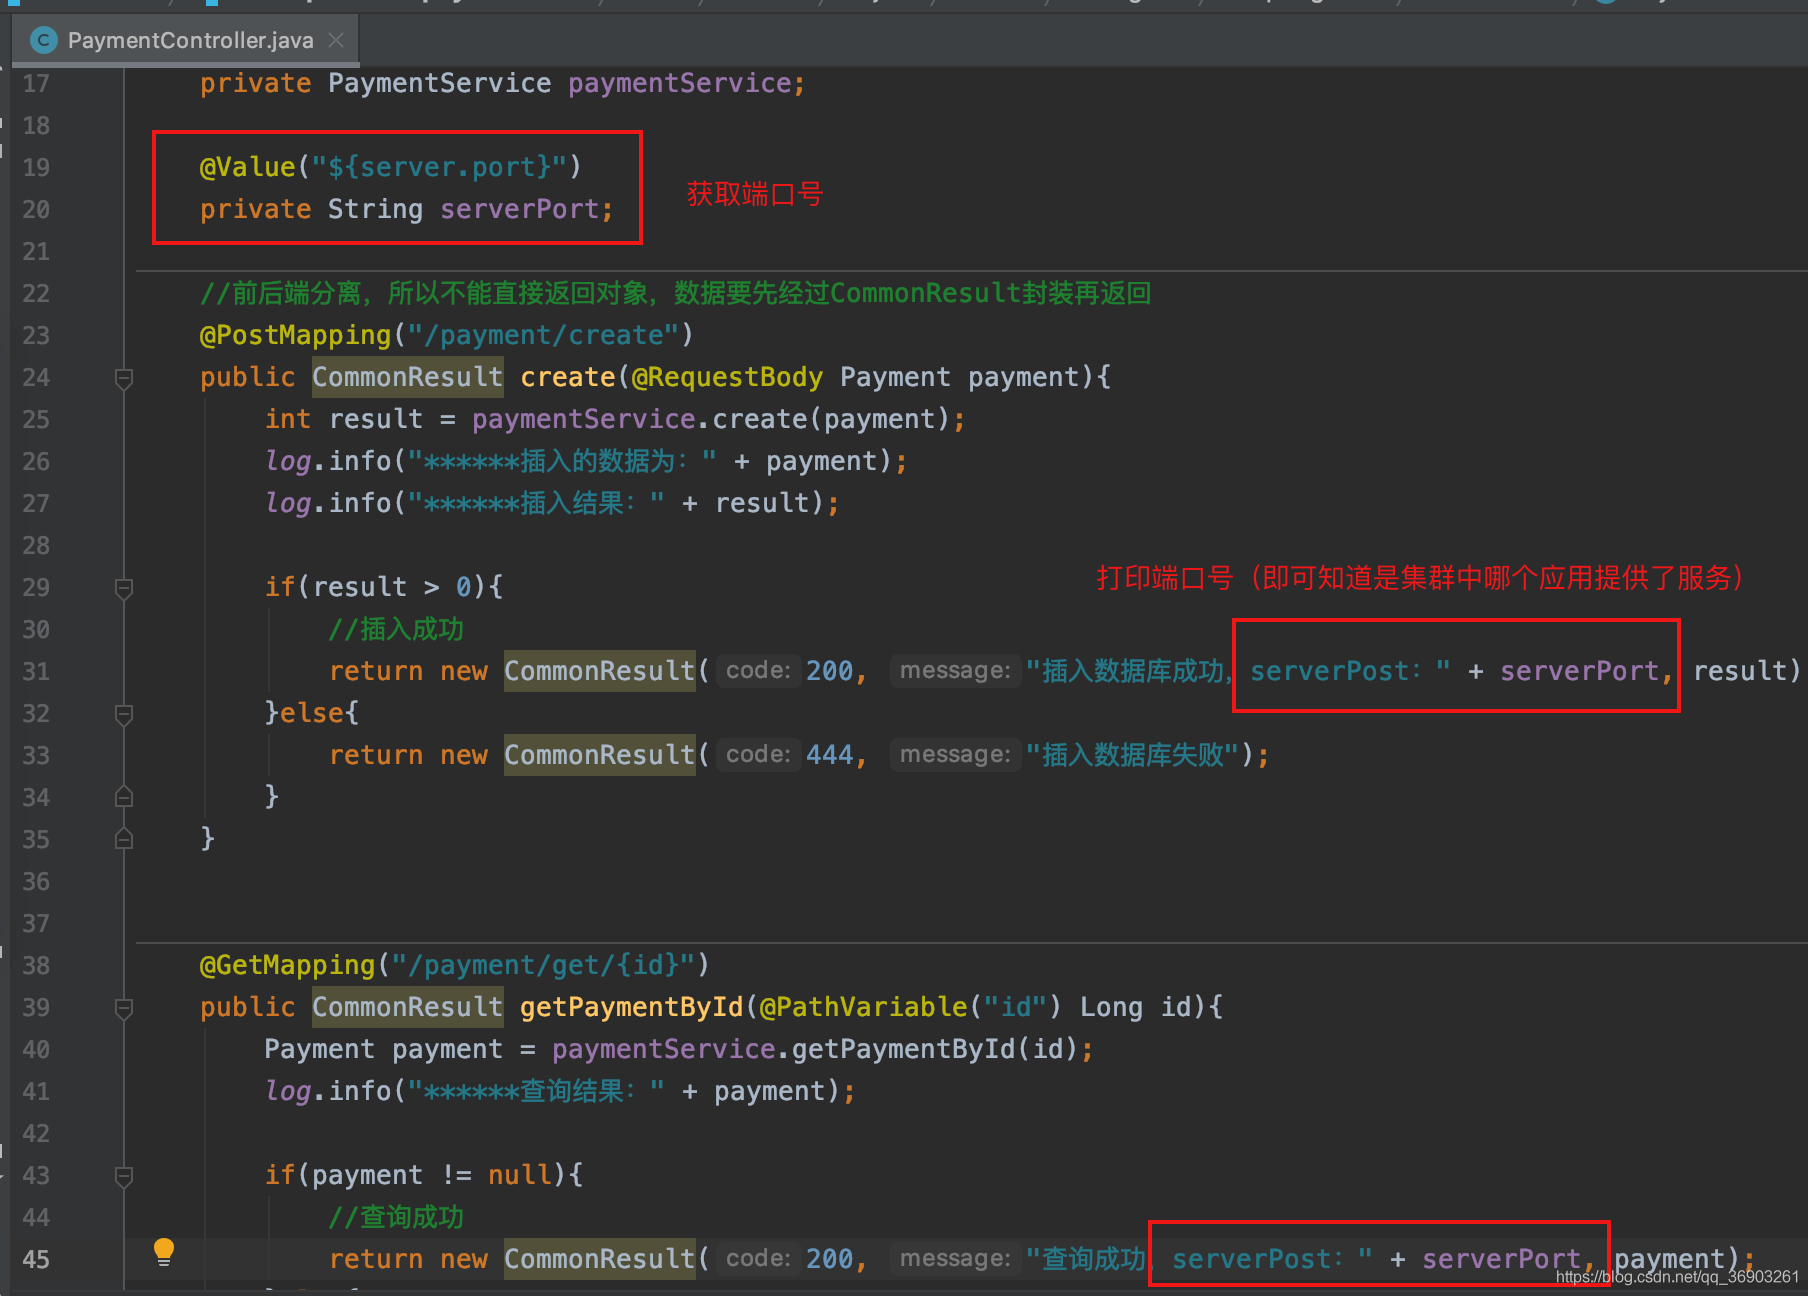 PaymentController.java
17 private PaymentService paymentService;
18
19 @Value("${server.port}")
获取端口号
20 private String serverPort;
21
22 //前后端分离，所以不能直接返回对象，数据要先经过CommonResult封装再返回
23 @PostMapping("/payment/create")
24 public CommonResult create(@RequestBody Payment payment){
25 int result = paymentService.create(payment);
26 log.info("******插入的数据为：" + payment);
27 log.info("******插入结果：" + result);
28
打印端口号（即可知道是集群中哪个应用提供了服务）
29 if(result > 0){
30 //插入成功
31 return new CommonResult( code: 200, message: "插入数据库成功，serverPost：" + serverPort, result)
32 }else{
33 return new CommonResult( code: 444, message: "插入数据库失败");
34 }
35 }
36
37
38 @GetMapping("/payment/get/{id}")
39 public CommonResult getPaymentById(@PathVariable("id") Long id){
40 Payment payment = paymentService.getPaymentById(id);
41 log.info("******查询结果：" + payment);
42
43 if(payment != null){
44 //查询成功
45 return new CommonResult( code: 200, message: "查询成功，serverPost：" + serverPort, payment);
https://blog.csdn.net/qq_36903261